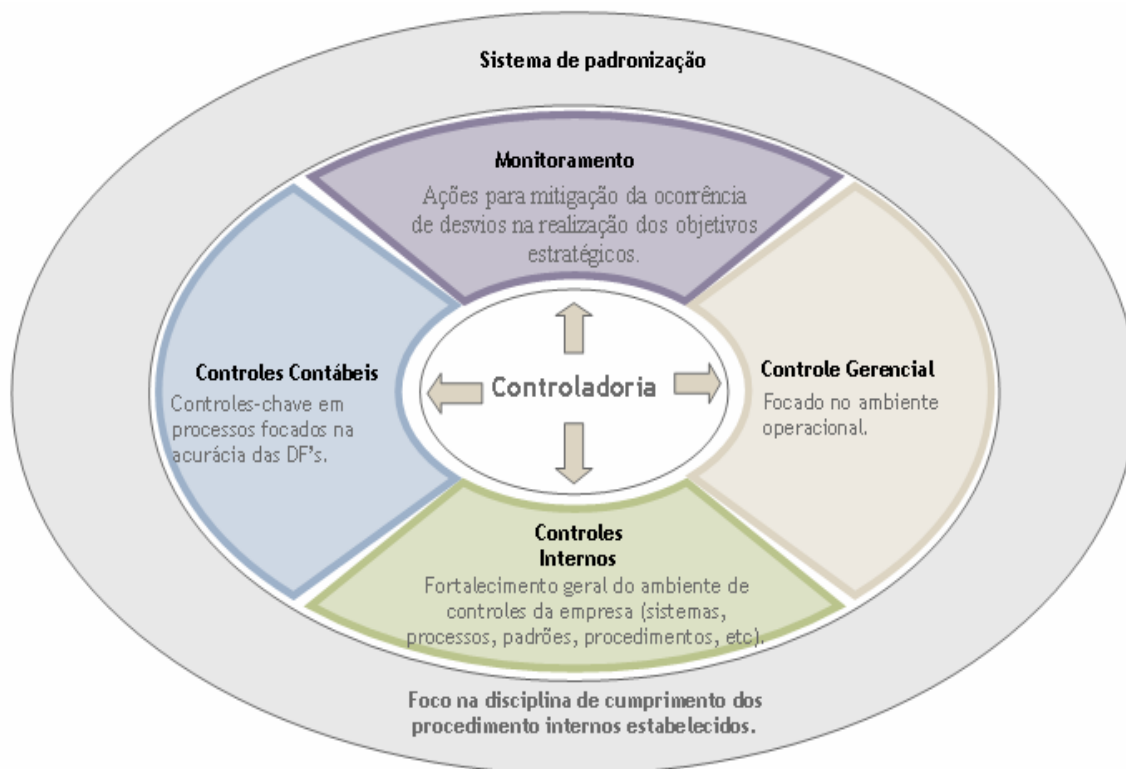 Sistema de padronização
Monitoramento
Ações para mitigação da ocorrência
de desvios na realização dos objetivos
estratégicos.
Controles Contábeis
Controles-chave em
processos focados na
acurácia das DF's.
Controladoria
Controle Gerencial
Focado no ambiente
operacional.
Controles
Internos
Fortalecimento geral do ambiente de
controles da empresa (sistemas,
processos, padrões, procedimentos, etc).
Foco na disciplina de cumprimento dos
procedimento internos estabelecidos.